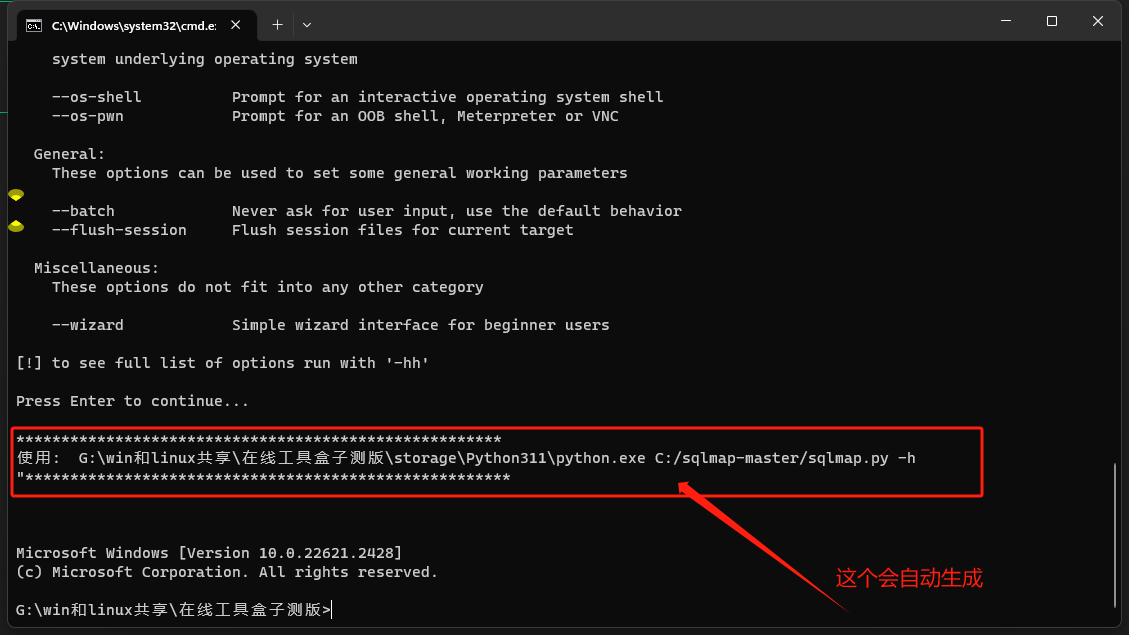 C:\Windows\system32\cmd.e:
system underlying operating system
--os-shell Prompt for an interactive operating system shell
--os-pwn Prompt for an OOB shell, Meterpreter or VNC
General:
These options can be used to set some general working parameters
--batch Never ask for user input, use the default behavior
--flush-session Flush session files for current target
Miscellaneous:
These options do not fit into any other category
--wizard Simple wizard interface for beginner users
[!] to see full list of options run with '-hh'
Press Enter to continue...
******************************************************
使用: G:\win和linux共享\在线工具盒子测版\storage\Python311\python.exe C:/sqlmap-master/sqlmap.py -h
"******************************************************
Microsoft Windows [Version 10.0.22621.2428]
(c) Microsoft Corporation. All rights reserved.
这个会自动生成
G:\win和linux共享\在线工具盒子测版>